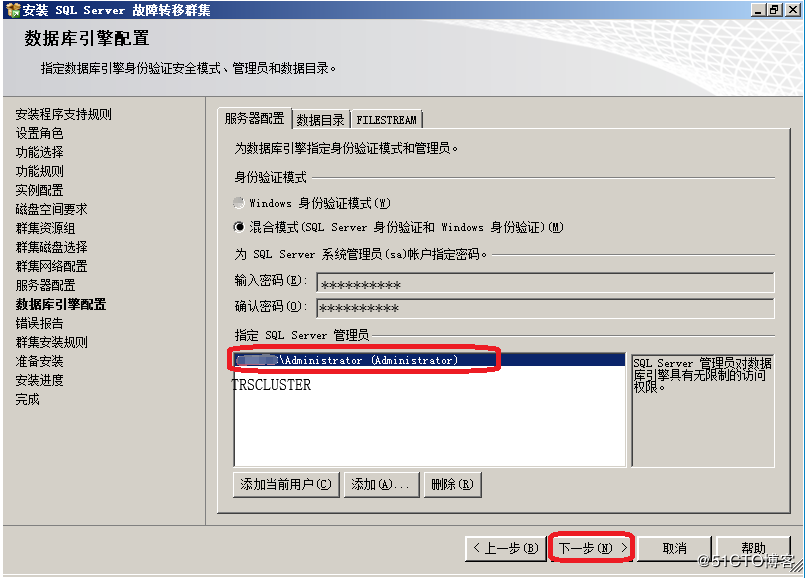 安装 SQL Server 故障转移群集
数据库引擎配置
指定数据库引擎身份验证安全模式、管理员和数据目录。
安装程序支持规则
设置角色
功能选择
功能规则
实例配置
磁盘空间要求
群集资源组
群集磁盘选择
群集网络配置
服务器配置
数据库引擎配置
错误报告
群集安装规则
准备安装
安装进度
完成
服务器配置 数据目录 FILESTREAM
为数据库引擎指定身份验证模式和管理员。
身份验证模式
Windows 身份验证模式(W)
混合模式(SQL Server 身份验证和 Windows 身份验证)(M)
为 SQL Server 系统管理员(sa)帐户指定密码。
输入密码(E): **********
确认密码(O): **********
指定 SQL Server 管理员
\Administrator (Administrator)
TRSCLUSTER
SQL Server 管理员对数据
库引擎具有无限制的访问
权限。
添加当前用户(C) 添加(A)... 删除(R)
< 上一步(B) 下一步(N) > 取消 帮助
@51CTO博客